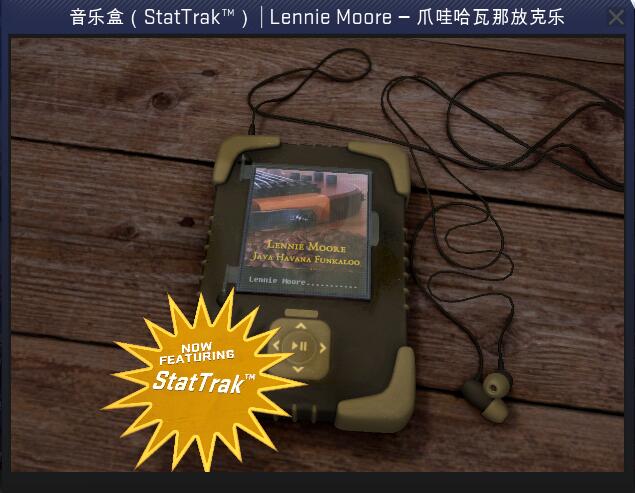 音乐盒（StatTrak™）| Lennie Moore – 爪哇哈瓦那放克乐
LENNIE MOORE
JAVA HAVANA FUNKALOO
Lennie Moore...........
NOW
FEATURING
StatTrak™